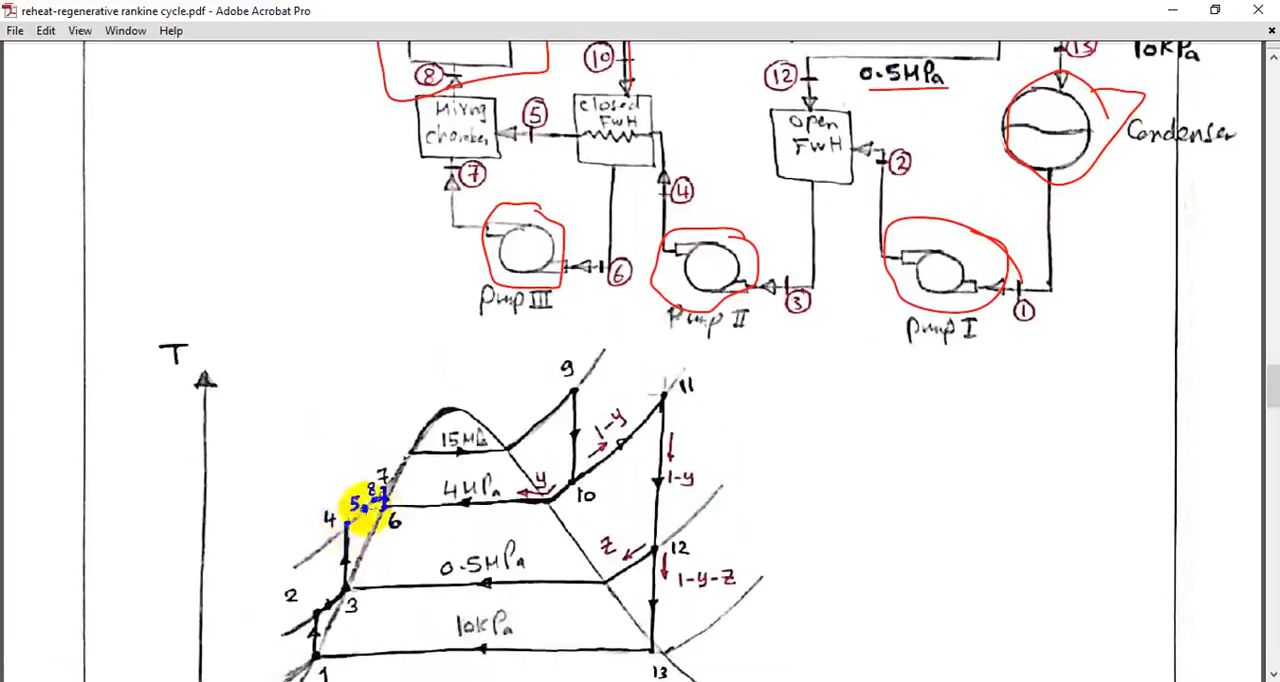 reheat-regenerative rankine cycle.pdf - Adobe Acrobat Pro
File Edit View Window Help
10
13
10kPa
8
12
0.5MPa
Mixing chamber
5
closed FWH
open FWH
Condenser
2
7
4
6
3
1
Pump III
Pump II
Pump I
T
9
11
15MPa
1-y
7
8
5
4MPa
y
10
1-y
4
6
z
12
0.5MPa
1-y-z
2
3
10kPa
1
13